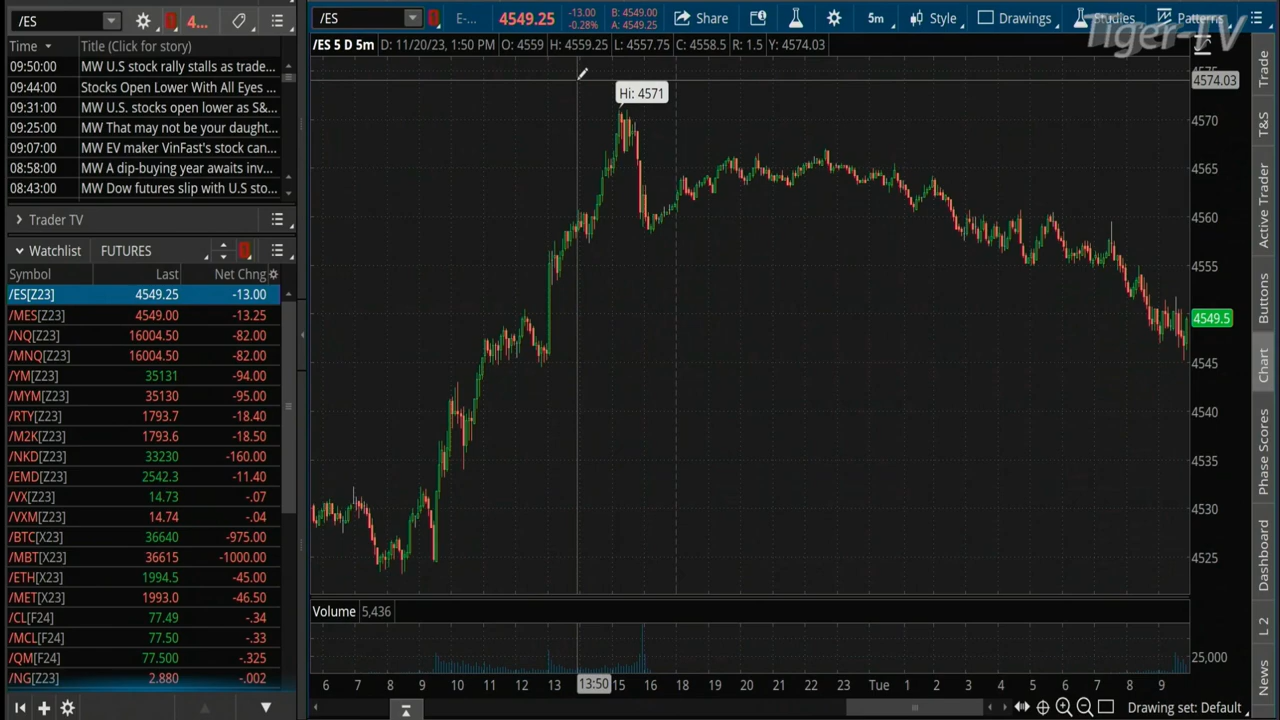 /ES
4...
Time
Title (Click for story)
09:50:00 MW U.S stock rally stalls as trade...
09:44:00 Stocks Open Lower With All Eyes ...
09:31:00 MW U.S. stocks open lower as S&...
09:25:00 MW That may not be your daught...
09:07:00 MW EV maker VinFast's stock can...
08:58:00 MW A dip-buying year awaits inv...
08:43:00 MW Dow futures slip with U.S sto...
Trader TV
Watchlist FUTURES
Symbol Last Net Chng
/ES[Z23] 4549.25 -13.00
/MES[Z23] 4549.00 -13.25
/NQ[Z23] 16004.50 -82.00
/MNQ[Z23] 16004.50 -82.00
/YM[Z23] 35131 -94.00
/MYM[Z23] 35130 -95.00
/RTY[Z23] 1793.7 -18.40
/M2K[Z23] 1793.6 -18.50
/NKD[Z23] 33230 -160.00
/EMD[Z23] 2542.3 -11.40
/VX[Z23] 14.73 -.07
/VXM[Z23] 14.74 -.04
/BTC[X23] 36640 -975.00
/MBT[X23] 36615 -1000.00
/ETH[X23] 1994.5 -45.00
/MET[X23] 1993.0 -46.50
/CL[F24] 77.49 -.34
/MCL[F24] 77.50 -.33
/QM[F24] 77.500 -.325
/NG[Z23] 2.880 -.002
/ES
E-...
4549.25
-13.00
-0.28%
B: 4549.00
A: 4549.25
Share
5m
Style
Drawings
Studies
Patterns
Tiger-TV
/ES 5 D 5m D: 11/20/23, 1:50 PM O: 4559 H: 4559.25 L: 4557.75 C: 4558.5 R: 1.5 Y: 4574.03
Hi: 4571
4575
4574.03
4570
4565
4560
4555
4549.5
4545
4540
4535
4530
4525
Volume 5,436
25,000
6 7 8 9 10 11 12 13 13:50 15 16 18 19 20 21 22 23 Tue 1 2 3 4 5 6 7 8 9
Drawing set: Default
Trade
T&S
Active Trader
Buttons
Chart
Phase Scores
Dashboard
L 2
News